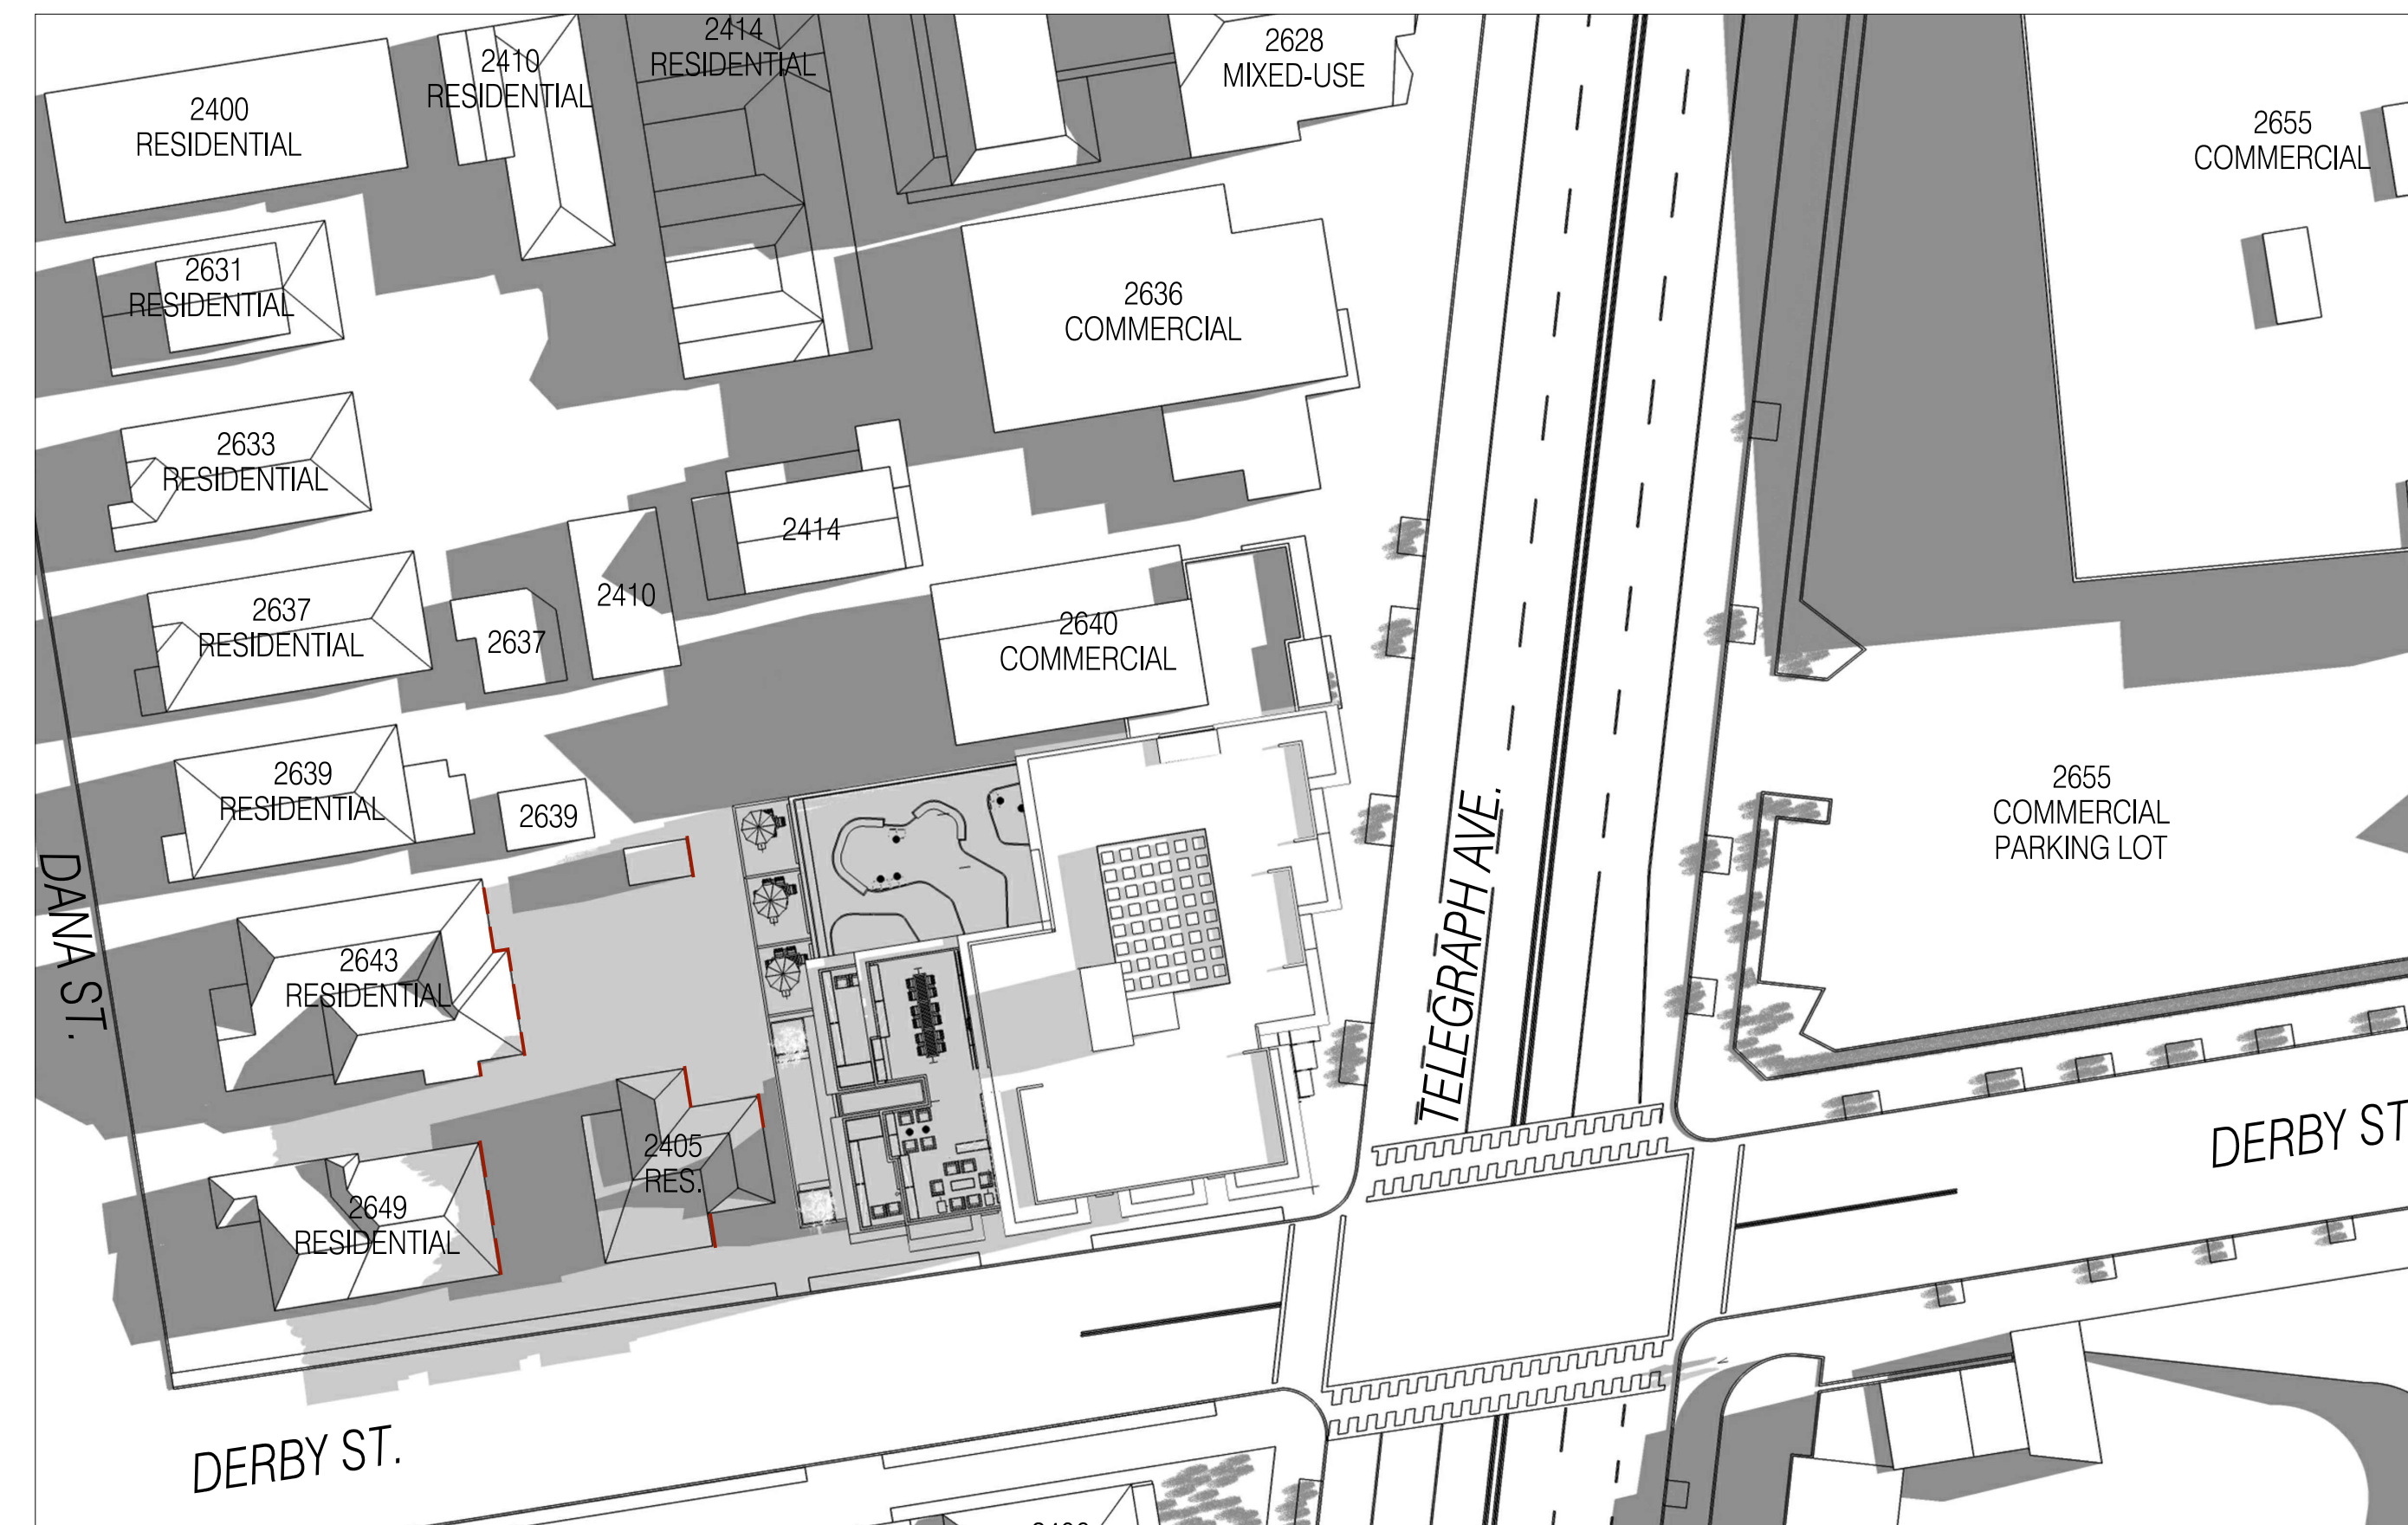 2414
RESIDENTIAL
2410
RESIDENTIAL
2628
MIXED-USE
2400
RESIDENTIAL
2655
COMMERCIAL
2631
RESIDENTIAL
2636
COMMERCIAL
2633
RESIDENTIAL
2414
2410
2637
RESIDENTIAL
2637
2640
COMMERCIAL
2639
RESIDENTIAL
2639
2655
COMMERCIAL
PARKING LOT
TELEGRAPH AVE.
DANA ST.
2643
RESIDENTIAL
2405
RES.
DERBY ST
2649
RESIDENTIAL
DERBY ST.